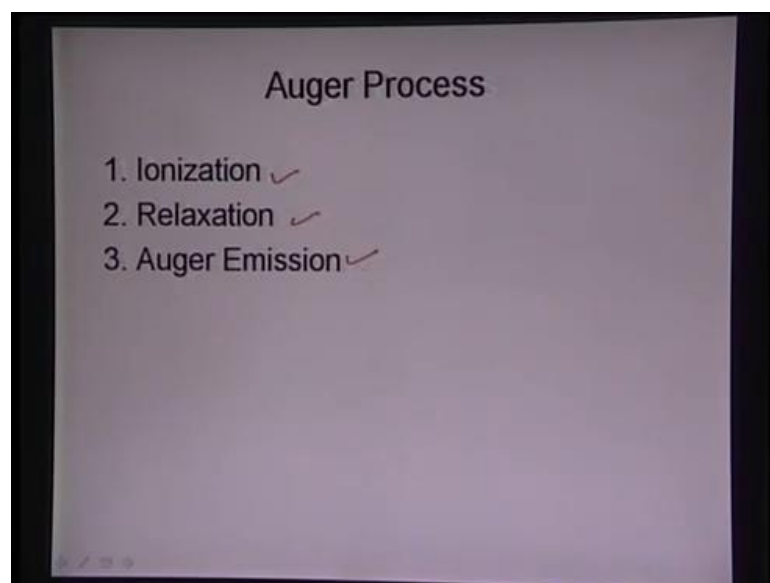 Auger Process
1. Ionization
2. Relaxation
3. Auger Emission